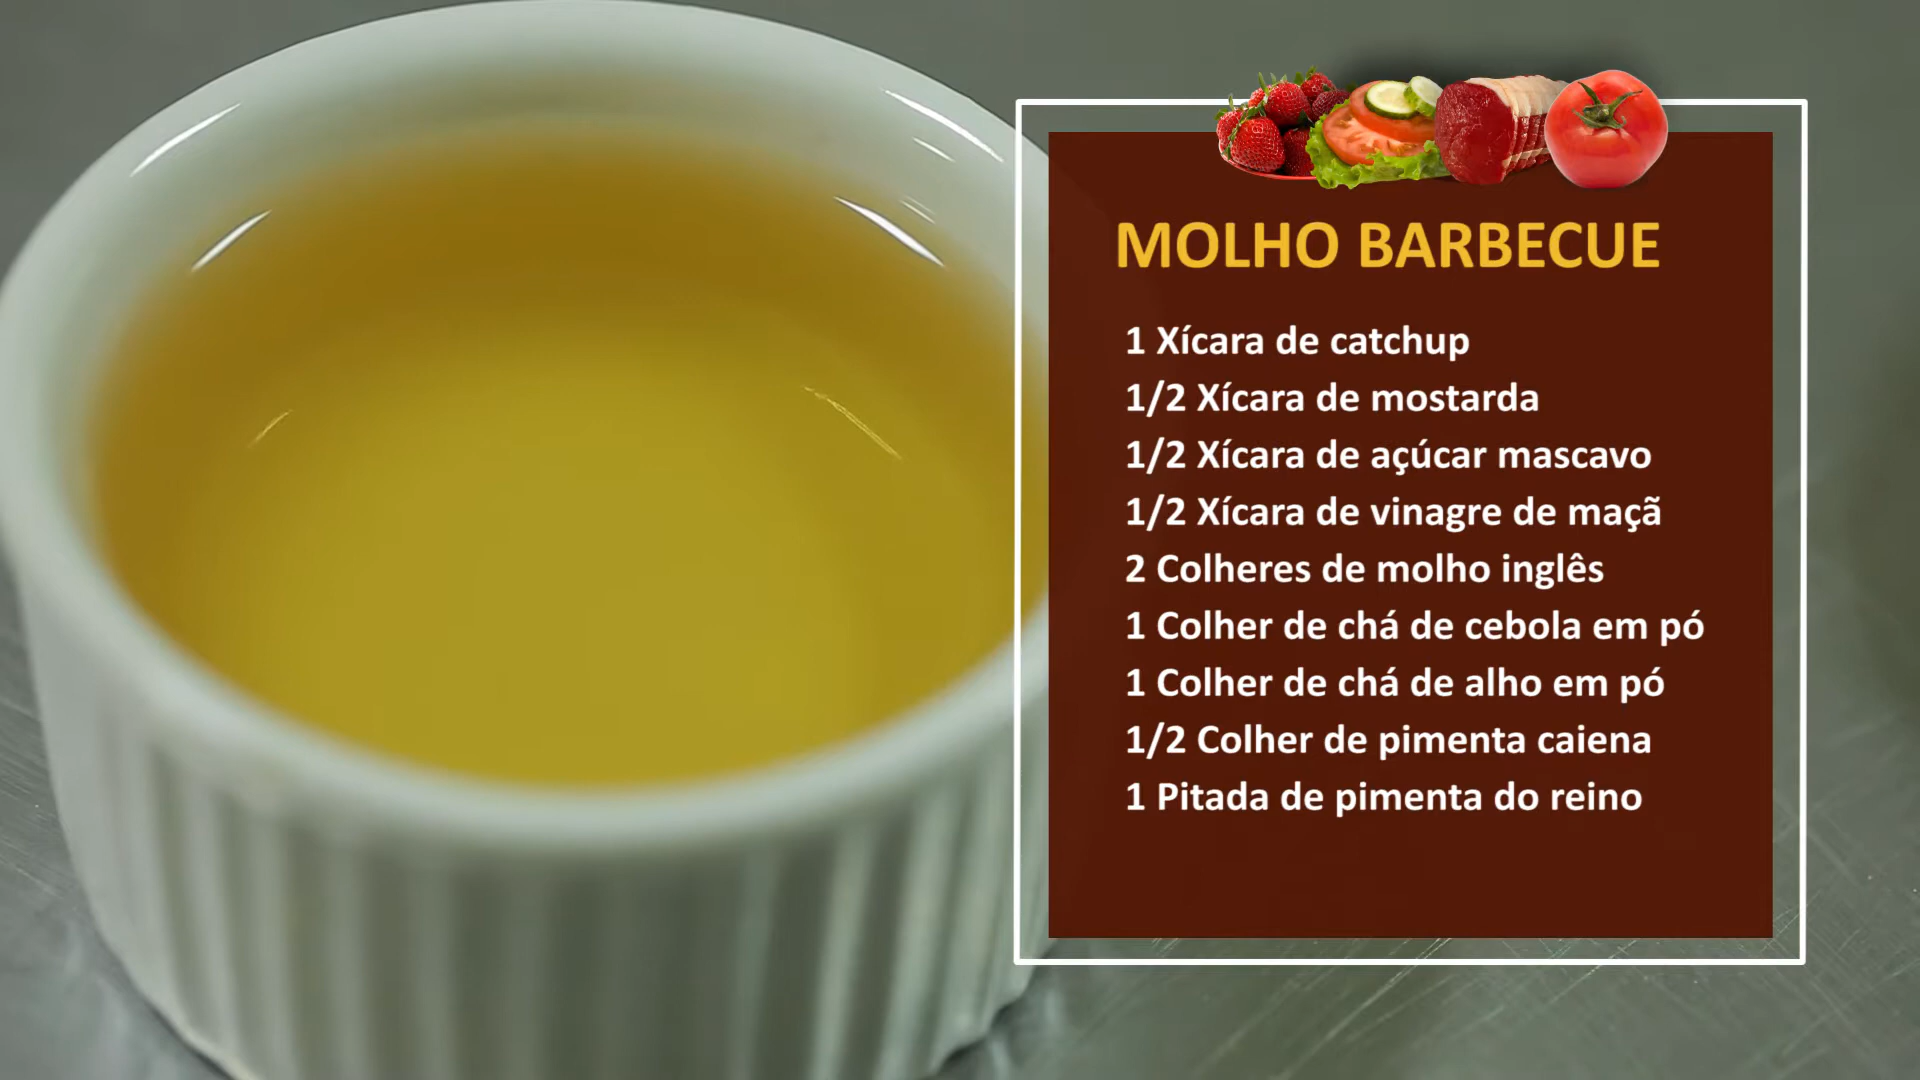 MOLHO BARBECUE
1 Xícara de catchup
1/2 Xícara de mostarda
1/2 Xícara de açúcar mascavo
1/2 Xícara de vinagre de maçã
2 Colheres de molho inglês
1 Colher de chá de cebola em pó
1 Colher de chá de alho em pó
1/2 Colher de pimenta caiena
1 Pitada de pimenta do reino